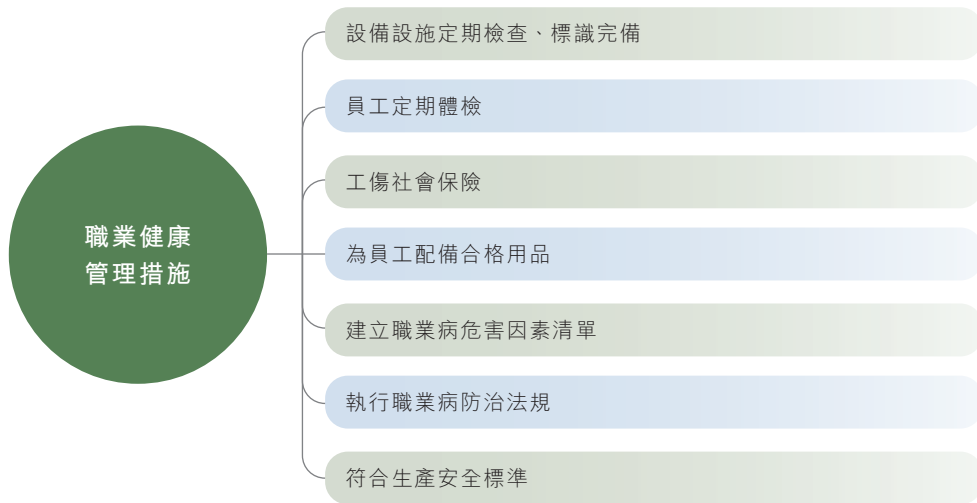 職業健康
管理措施
設備設施定期檢查、標識完備
員工定期體檢
工傷社會保險
為員工配備合格用品
建立職業病危害因素清單
執行職業病防治法規
符合生產安全標準